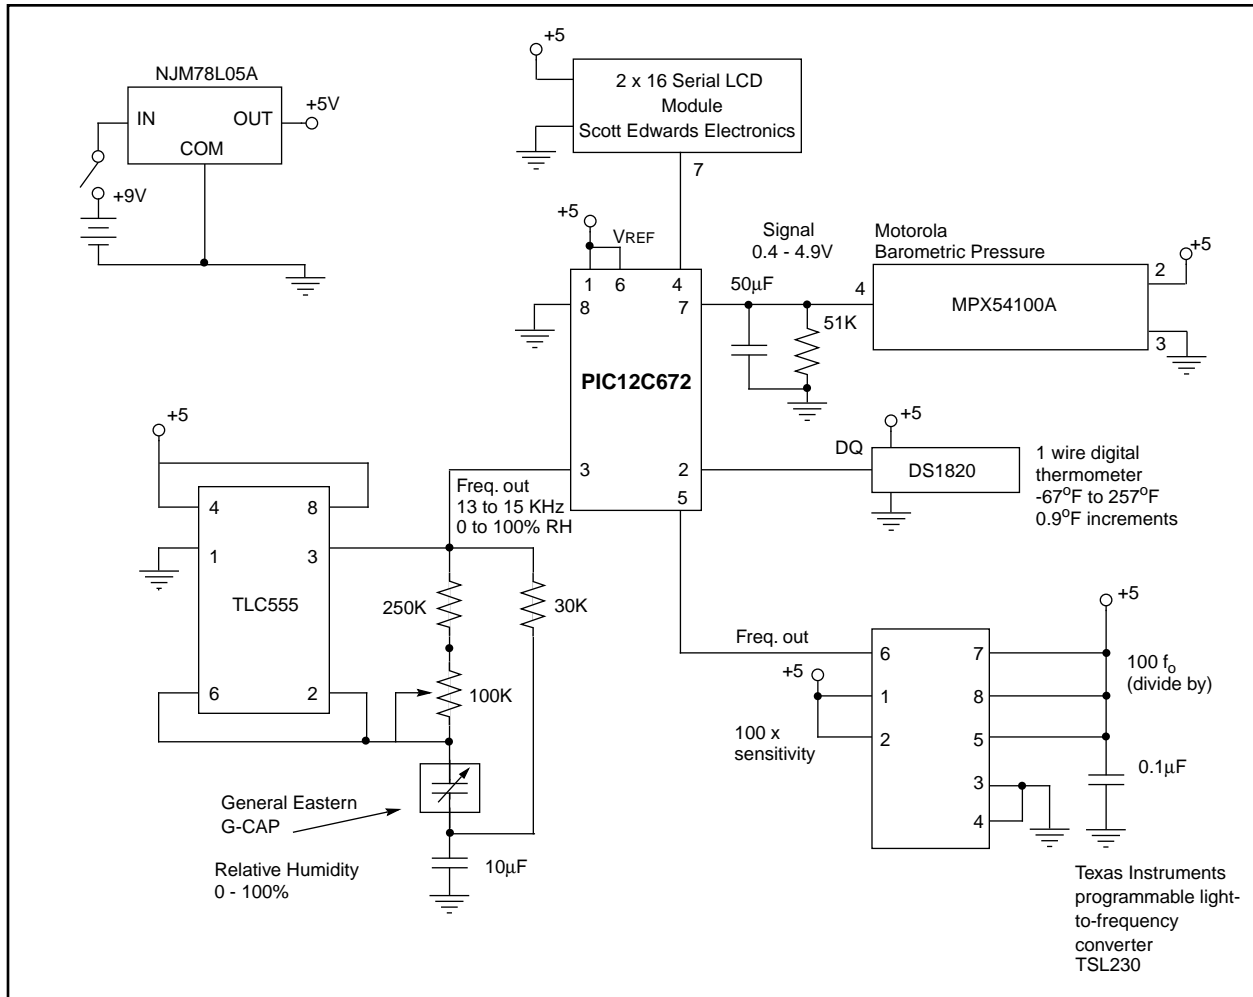 NJM78L05A
IN
OUT
+5V
COM
+9V
+5
2 x 16 Serial LCD
Module
Scott Edwards Electronics
7
+5
VREF
1
6
4
8
7
PIC12C672
3
2
5
Signal
0.4 - 4.9V
50µF
51K
Motorola
Barometric Pressure
4
MPX54100A
2
+5
3
+5
DQ
DS1820
1 wire digital
thermometer
-67°F to 257°F
0.9°F increments
+5
4
8
1
3
TLC555
6
2
Freq. out
13 to 15 KHz
0 to 100% RH
250K
30K
100K
General Eastern
G-CAP
Relative Humidity
0 - 100%
10µF
Freq. out
+5
100 x
sensitivity
6
7
1
8
2
5
3
4
+5
100 fo
(divide by)
0.1µF
Texas Instruments
programmable light-
to-frequency
converter
TSL230